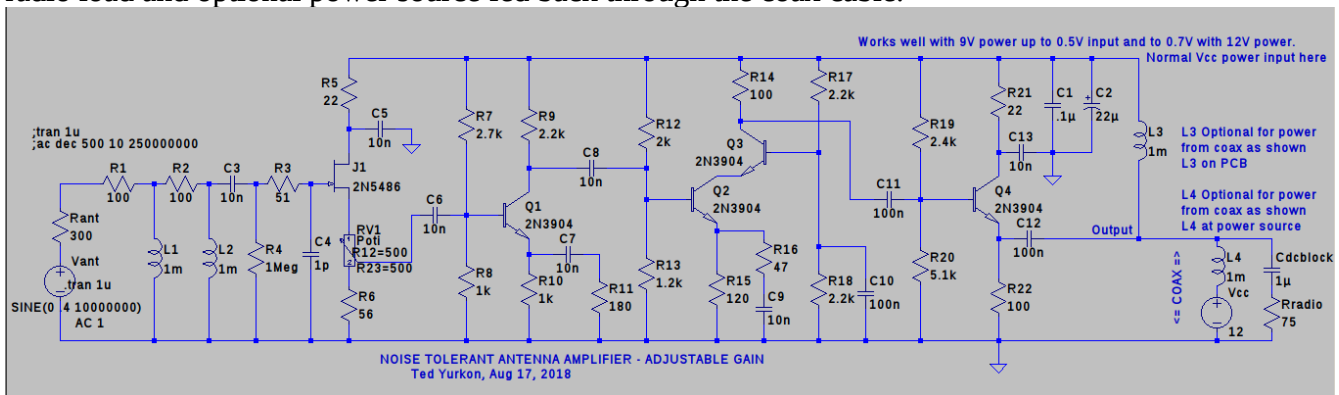 radio load and optional power source fed back through the coax cable.
Works well with 9V power up to 0.5V input and to 0.7V with 12V power.
Normal Vcc power input here
;tran 1u
;ac dec 500 10 250000000
R1
100
R2
100
C3
10n
R3
51
R5
22
C5
10n
J1
2N5486
Rant
300
L1
1m
L2
1m
R4
1Meg
C4
1p
RV1
Poti
R12=500
R23=500
R6
56
Vant
.tran 1u
SINE(0 .4 10000000)
AC 1
C6
10n
R7
2.7k
R8
1k
R9
2.2k
Q1
2N3904
C7
10n
R10
1k
R11
180
C8
10n
R12
2k
R13
1.2k
R14
100
Q3
2N3904
Q2
2N3904
R15
120
R16
47
C9
10n
R17
2.2k
R18
2.2k
C10
100n
C11
100n
R19
2.4k
R20
5.1k
R21
22
C13
10n
Q4
2N3904
C12
100n
R22
100
C1
.1µ
C2
22µ
L3
1m
L3 Optional for power
from coax as shown
L3 on PCB
L4 Optional for power
from coax as shown
L4 at power source
Output
<= COAX =>
L4
1m
Vcc
12
Cdcblock
1µ
Rradio
75
NOISE TOLERANT ANTENNA AMPLIFIER - ADJUSTABLE GAIN
Ted Yurkon, Aug 17, 2018